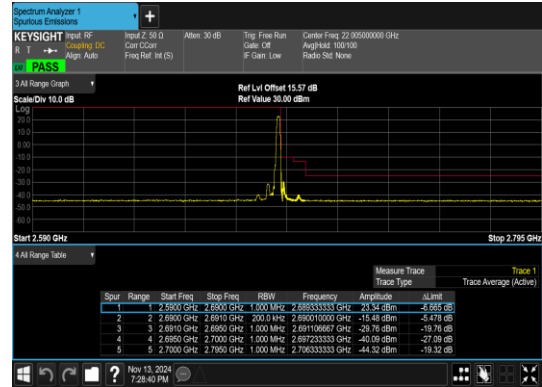 Spectrum Analyzer 1
Spurious Emissions
+
KEYSIGHT Input: RF Input Z: 50 Ω Atten: 30 dB Trig: Free Run Center Freq: 22.005000000 GHz
R T Coupling: DC Corr CCorr Gate: Off Avg|Hold: 100/100
Align: Auto Freq Ref: Int (S) IF Gain: Low Radio Std: None
PASS
3 All Range Graph
Ref Lvl Offset 15.57 dB
Scale/Div 10.0 dB Ref Value 30.00 dBm
Log
20.0
10.0
0.00
-10.0
-20.0
-30.0
-40.0
-50.0
-60.0
Start 2.590 GHz Stop 2.795 GHz
4 All Range Table
Measure Trace Trace 1
Trace Type Trace Average (Active)
Spur Range Start Freq Stop Freq RBW Frequency Amplitude ΔLimit
1 1 2.5900 GHz 2.6900 GHz 1.000 MHz 2.689333333 GHz 23.34 dBm -6.665 dB
2 2 2.6900 GHz 2.6910 GHz 200.0 kHz 2.690010000 GHz -15.48 dBm -5.478 dB
3 3 2.6910 GHz 2.6950 GHz 1.000 MHz 2.691106667 GHz -29.76 dBm -19.76 dB
4 4 2.6950 GHz 2.7000 GHz 1.000 MHz 2.697233333 GHz -40.09 dBm -27.09 dB
5 5 2.7000 GHz 2.7950 GHz 1.000 MHz 2.706333333 GHz -44.32 dBm -19.32 dB
?
Nov 13, 2024
7:28:40 PM